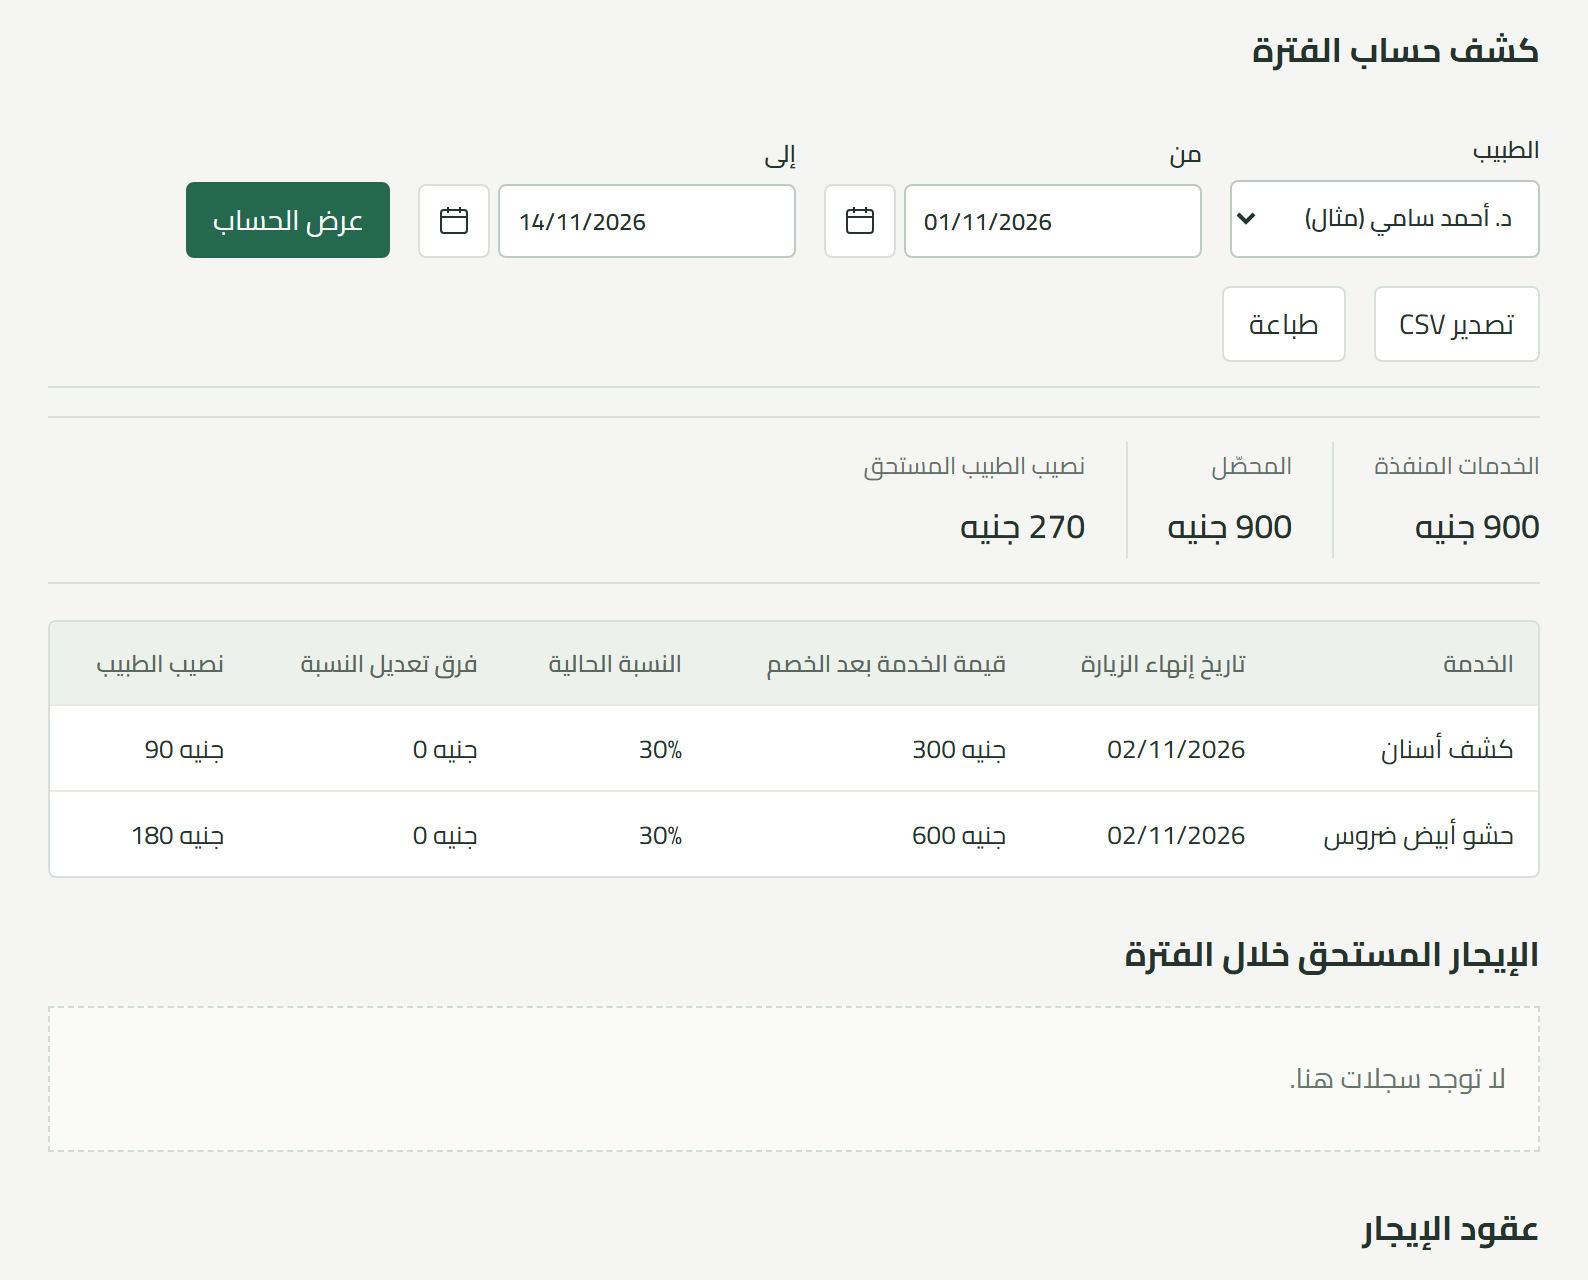 كشف حساب الفترة
الطبيب
من
إلى
د. أحمد سامي (مثال)
01/11/2026
14/11/2026
عرض الحساب
تصدير CSV
طباعة
الخدمات المنفذة
المحصّل
نصيب الطبيب المستحق
900 جنيه
900 جنيه
270 جنيه
الخدمة
تاريخ إنهاء الزيارة
قيمة الخدمة بعد الخصم
النسبة الحالية
فرق تعديل النسبة
نصيب الطبيب
كشف أسنان
02/11/2026
جنيه 300
30%
جنيه 0
جنيه 90
حشو أبيض ضروس
02/11/2026
جنيه 600
30%
جنيه 0
جنيه 180
الإيجار المستحق خلال الفترة
لا توجد سجلات هنا.
عقود الإيجار